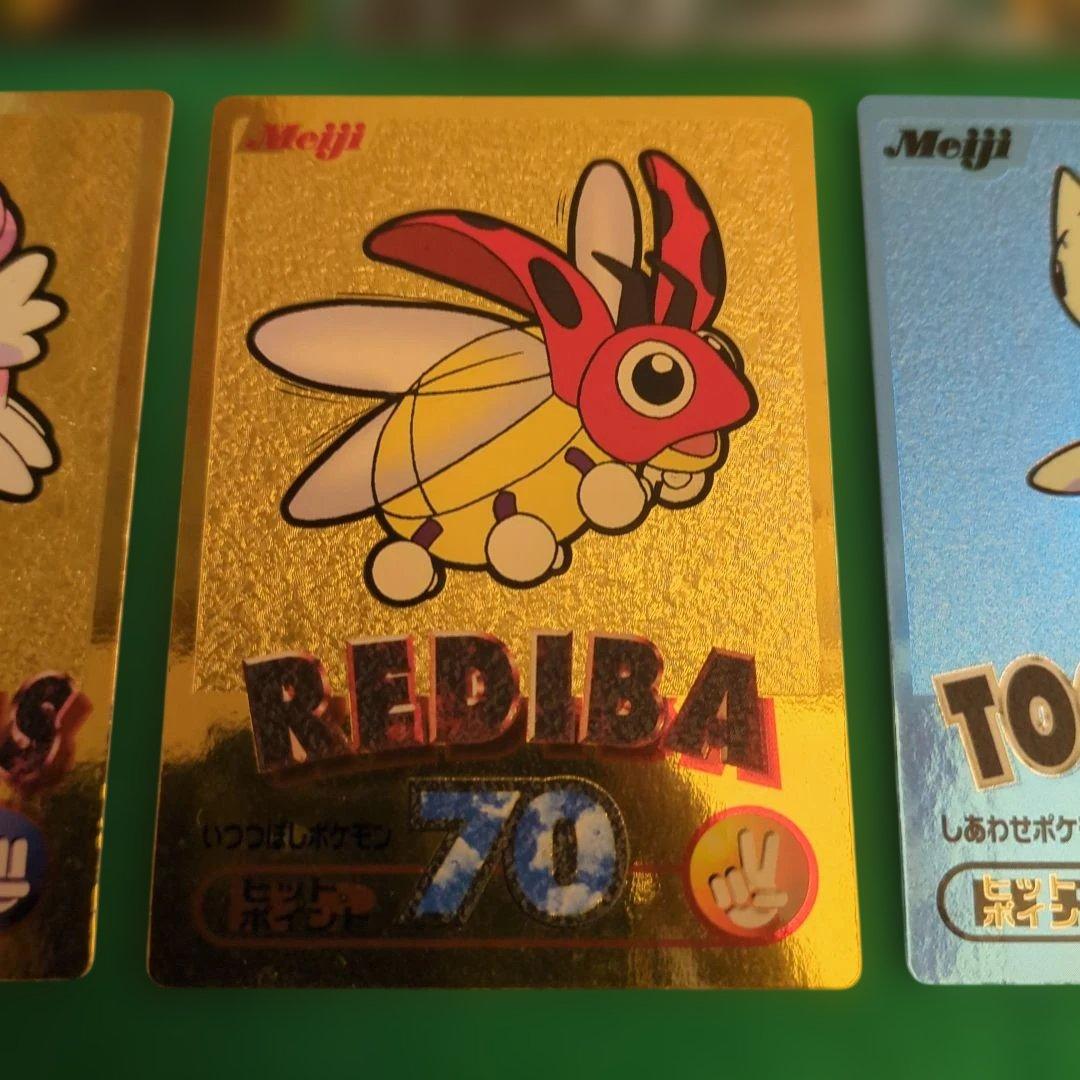 Meiji
REDIBA
いつつぼしポケモン
70
ヒット
ポイント
S
Meiji
TO
しあわせポケ
ヒット
ポイン